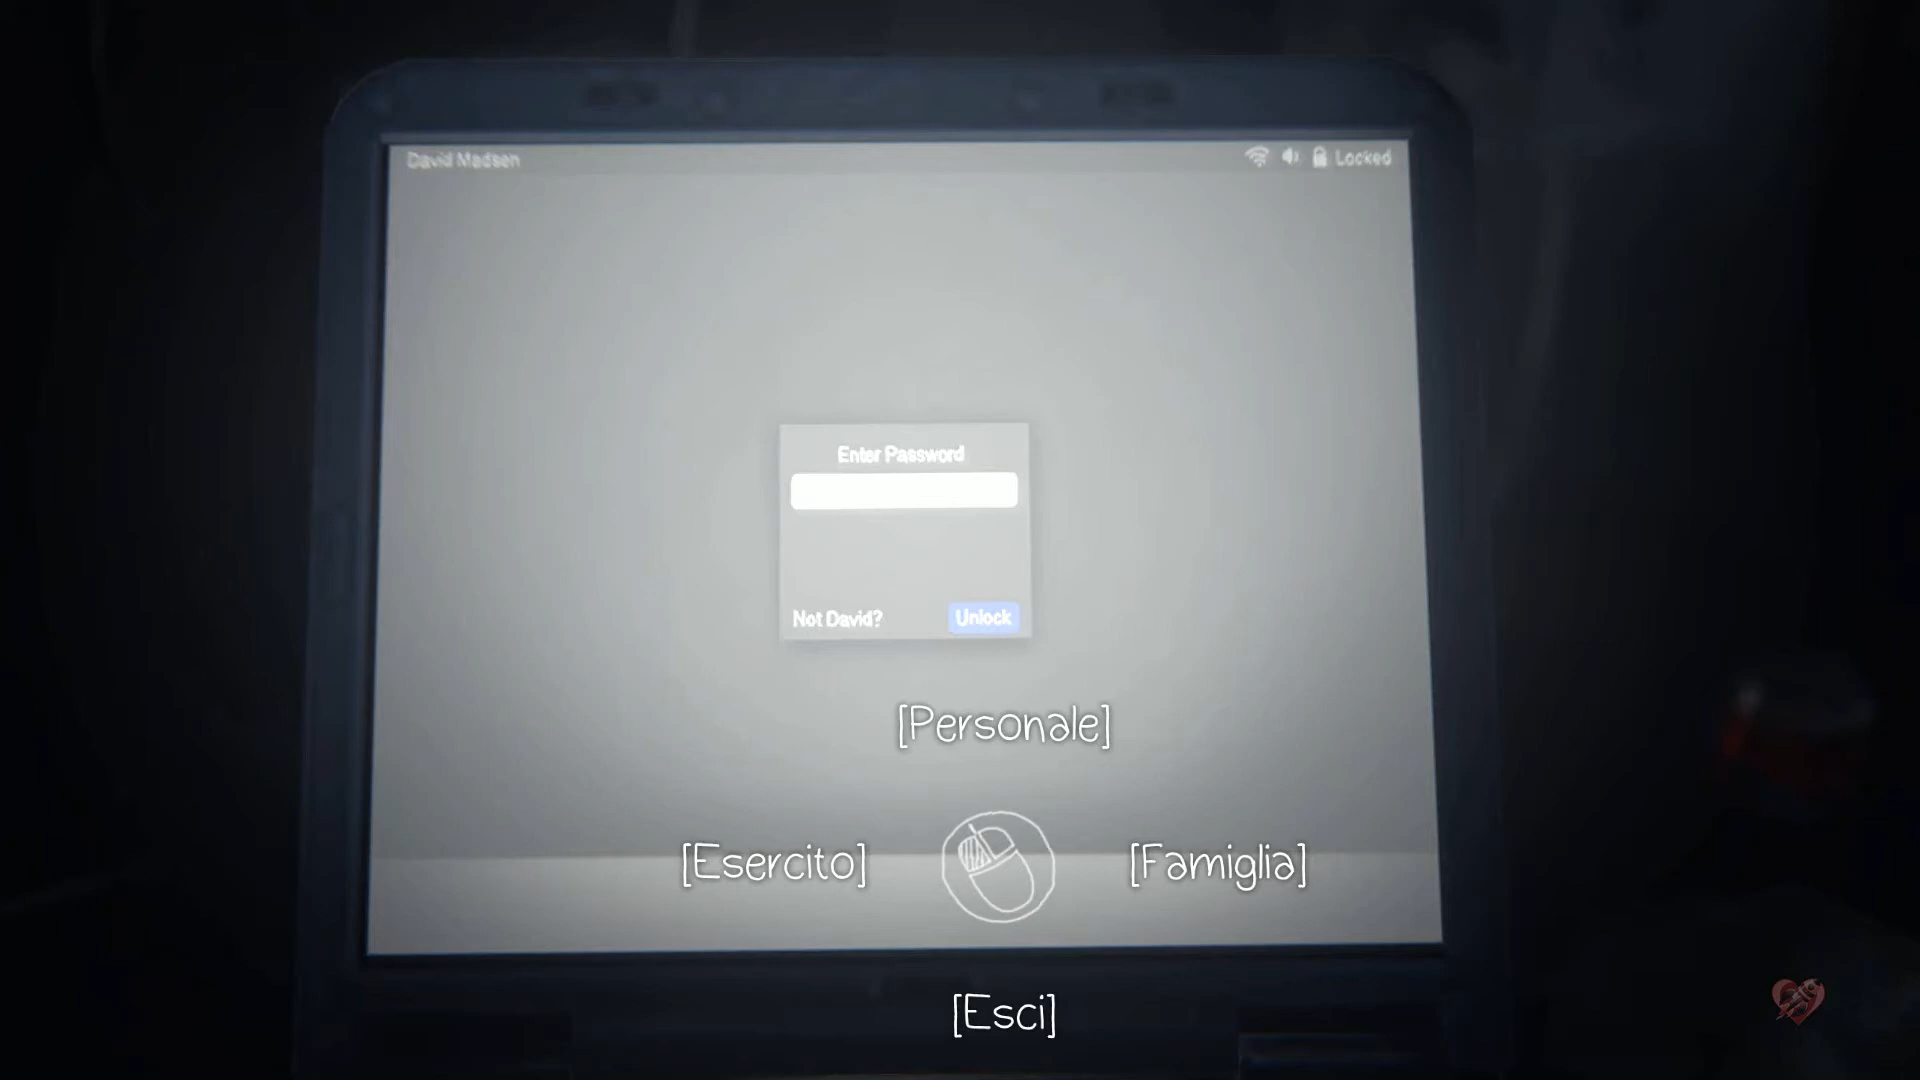 David Madsen
Locked
Enter Password
Not David?
Unlock
[Personale]
[Esercito]
[Famiglia]
[Esci]